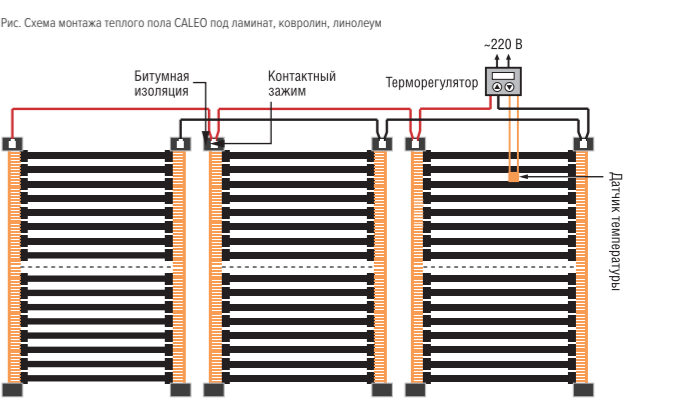 Рис. Схема монтажа теплого пола CALEO под ламинат, ковролин, линолеум
~220 В
Битумная
изоляция
Контактный
зажим
Терморегулятор
Датчик температуры